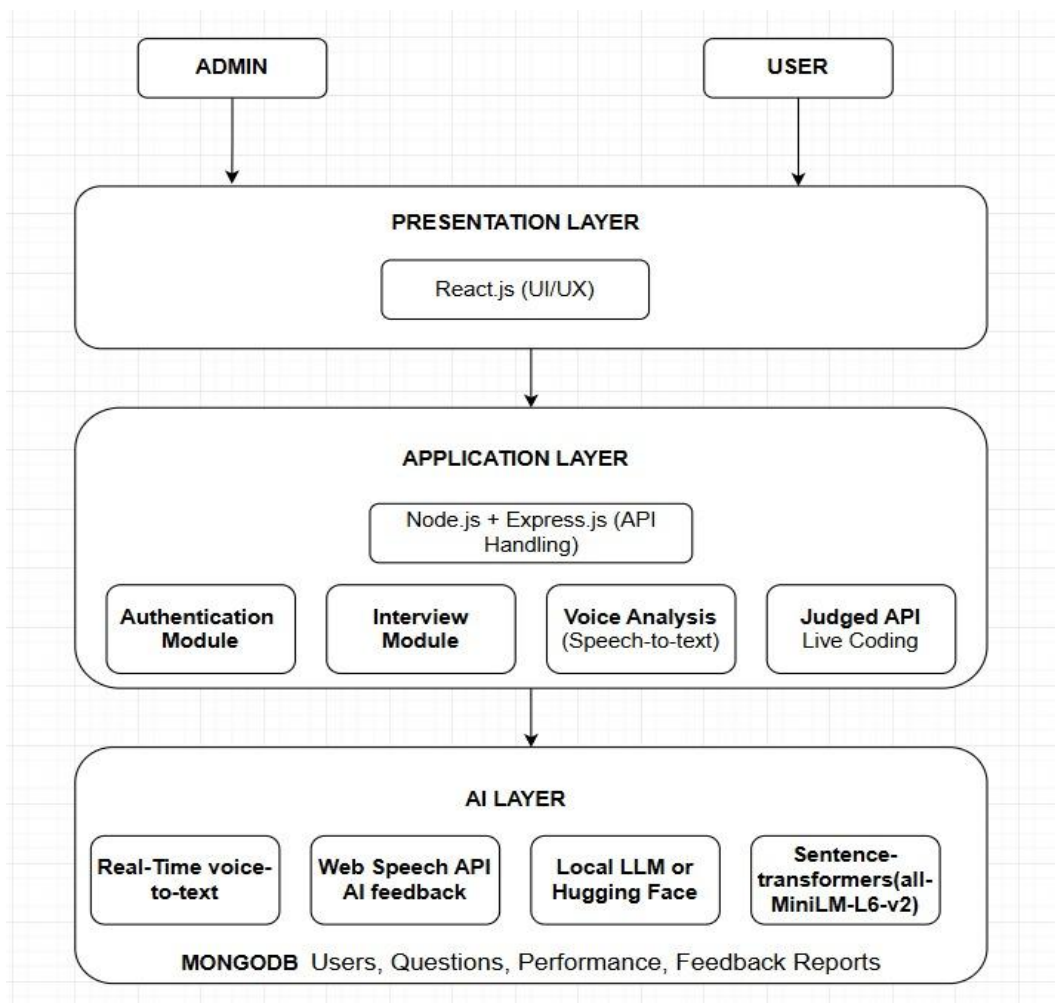 ADMIN
USER
PRESENTATION LAYER
React.js (UI/UX)
APPLICATION LAYER
Node.js + Express.js (API
Handling)
Authentication
Module
Interview
Module
Voice Analysis
(Speech-to-text)
Judged API
Live Coding
AI LAYER
Real-Time voice-
to-text
Web Speech API
AI feedback
Local LLM or
Hugging Face
Sentence-
transformers(all-
MiniLM-L6-v2)
MONGODB Users, Questions, Performance, Feedback Reports